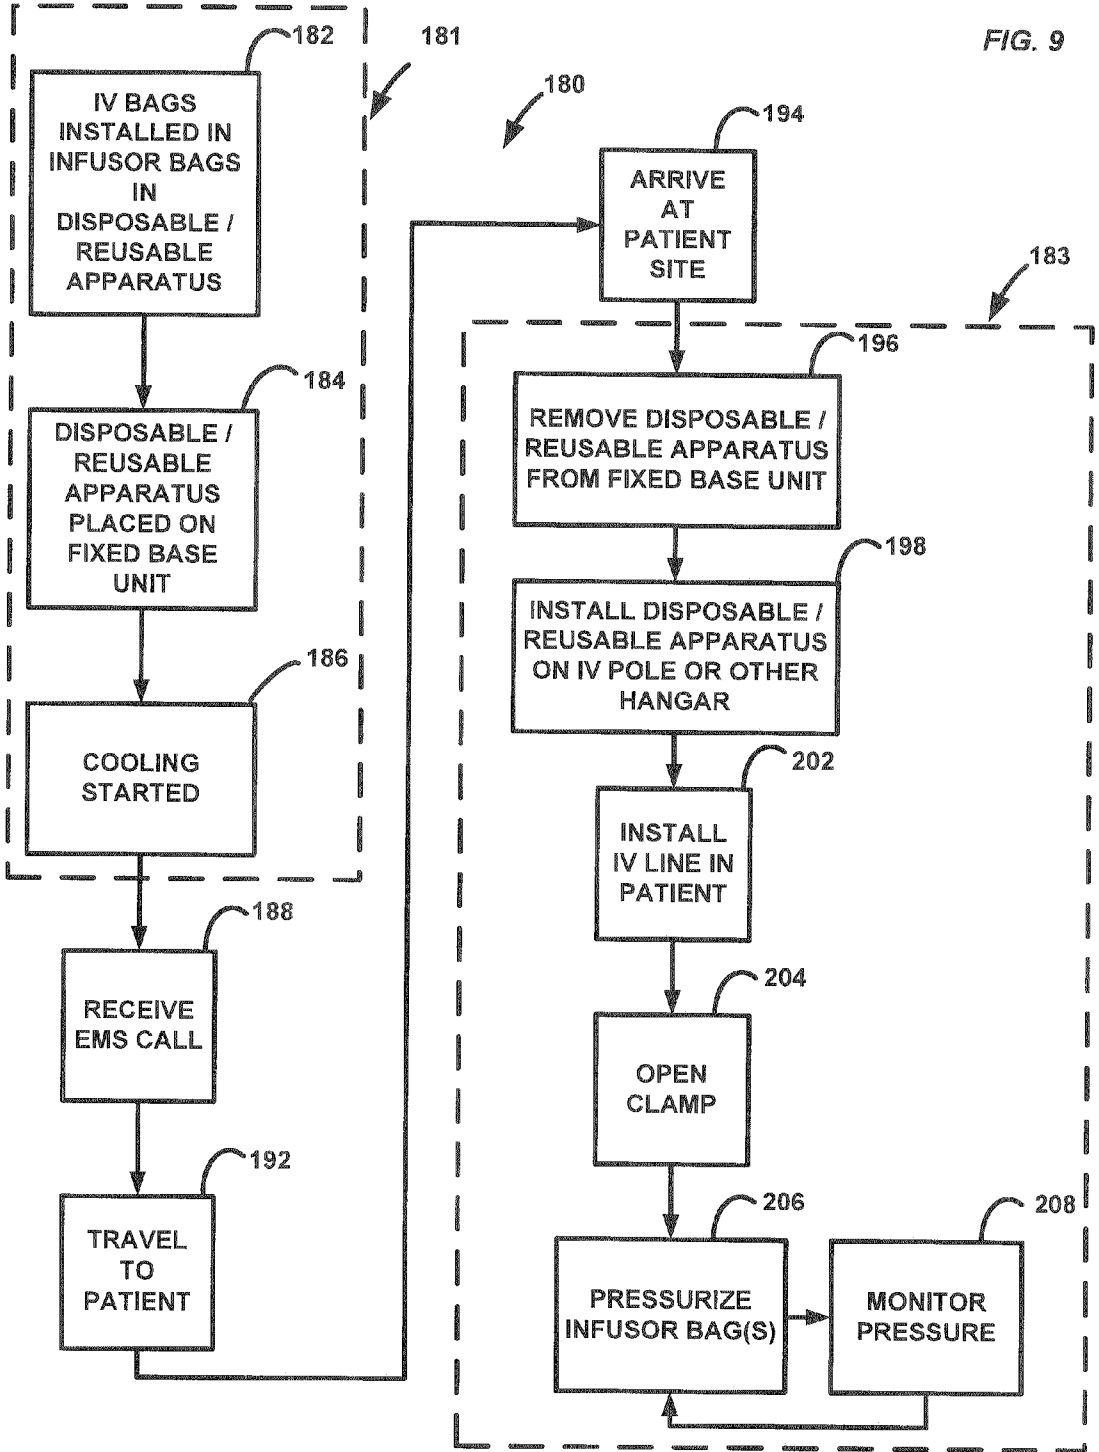 FIG. 9
180
181
182
IV BAGS
INSTALLED IN
INFUSOR BAGS
IN
DISPOSABLE /
REUSABLE
APPARATUS
184
DISPOSABLE /
REUSABLE
APPARATUS
PLACED ON
FIXED BASE
UNIT
186
COOLING
STARTED
188
RECEIVE
EMS CALL
192
TRAVEL
TO
PATIENT
194
ARRIVE
AT
PATIENT
SITE
183
196
REMOVE DISPOSABLE /
REUSABLE APPARATUS
FROM FIXED BASE UNIT
198
INSTALL DISPOSABLE /
REUSABLE APPARATUS
ON IV POLE OR OTHER
HANGAR
202
INSTALL
IV LINE IN
PATIENT
204
OPEN
CLAMP
206
PRESSURIZE
INFUSOR BAG(S)
208
MONITOR
PRESSURE